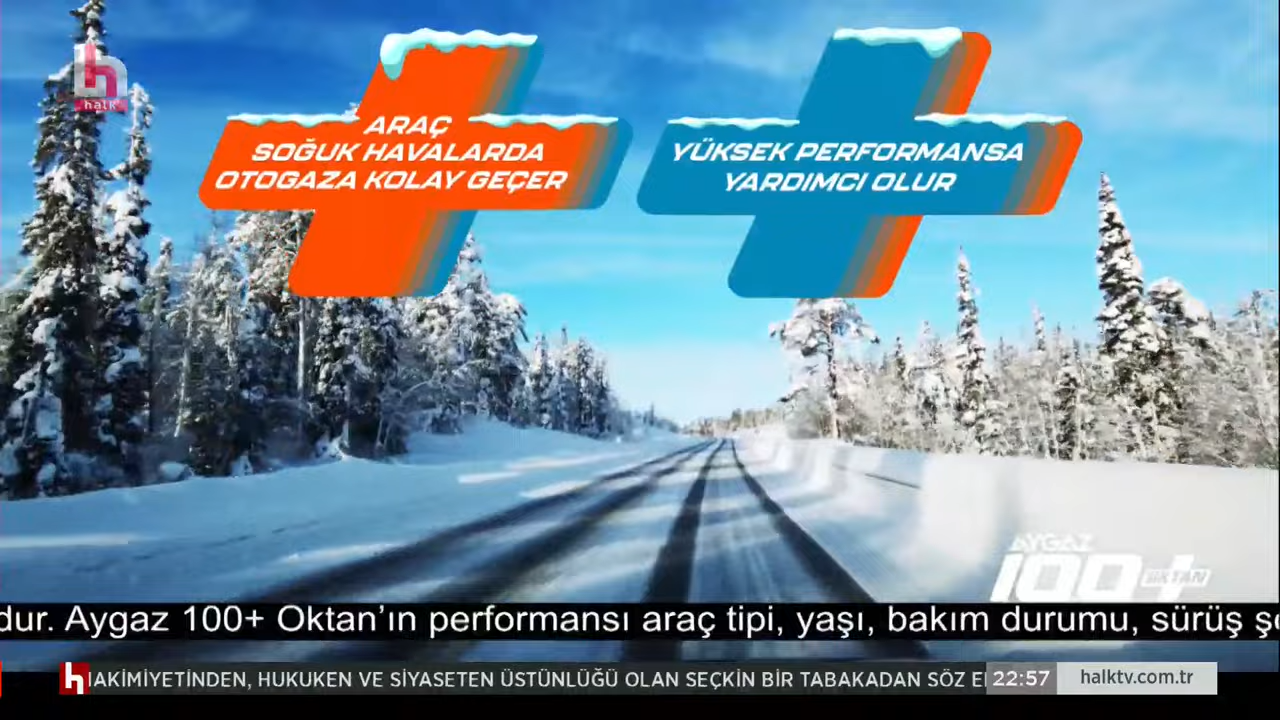 h
halk
ARAÇ
SOĞUK HAVALARDA
OTOGAZA KOLAY GEÇER
YÜKSEK PERFORMANSA
YARDIMCI OLUR
AYGAZ
100+ OKTAN
dur. Aygaz 100+ Oktan’ın performansı araç tipi, yaşı, bakım durumu, sürüş şo
h
HAKİMİYETİNDEN, HUKUKEN VE SİYASETEN ÜSTÜNLÜĞÜ OLAN SEÇKİN BİR TABAKADAN SÖZ E
22:57
halktv.com.tr